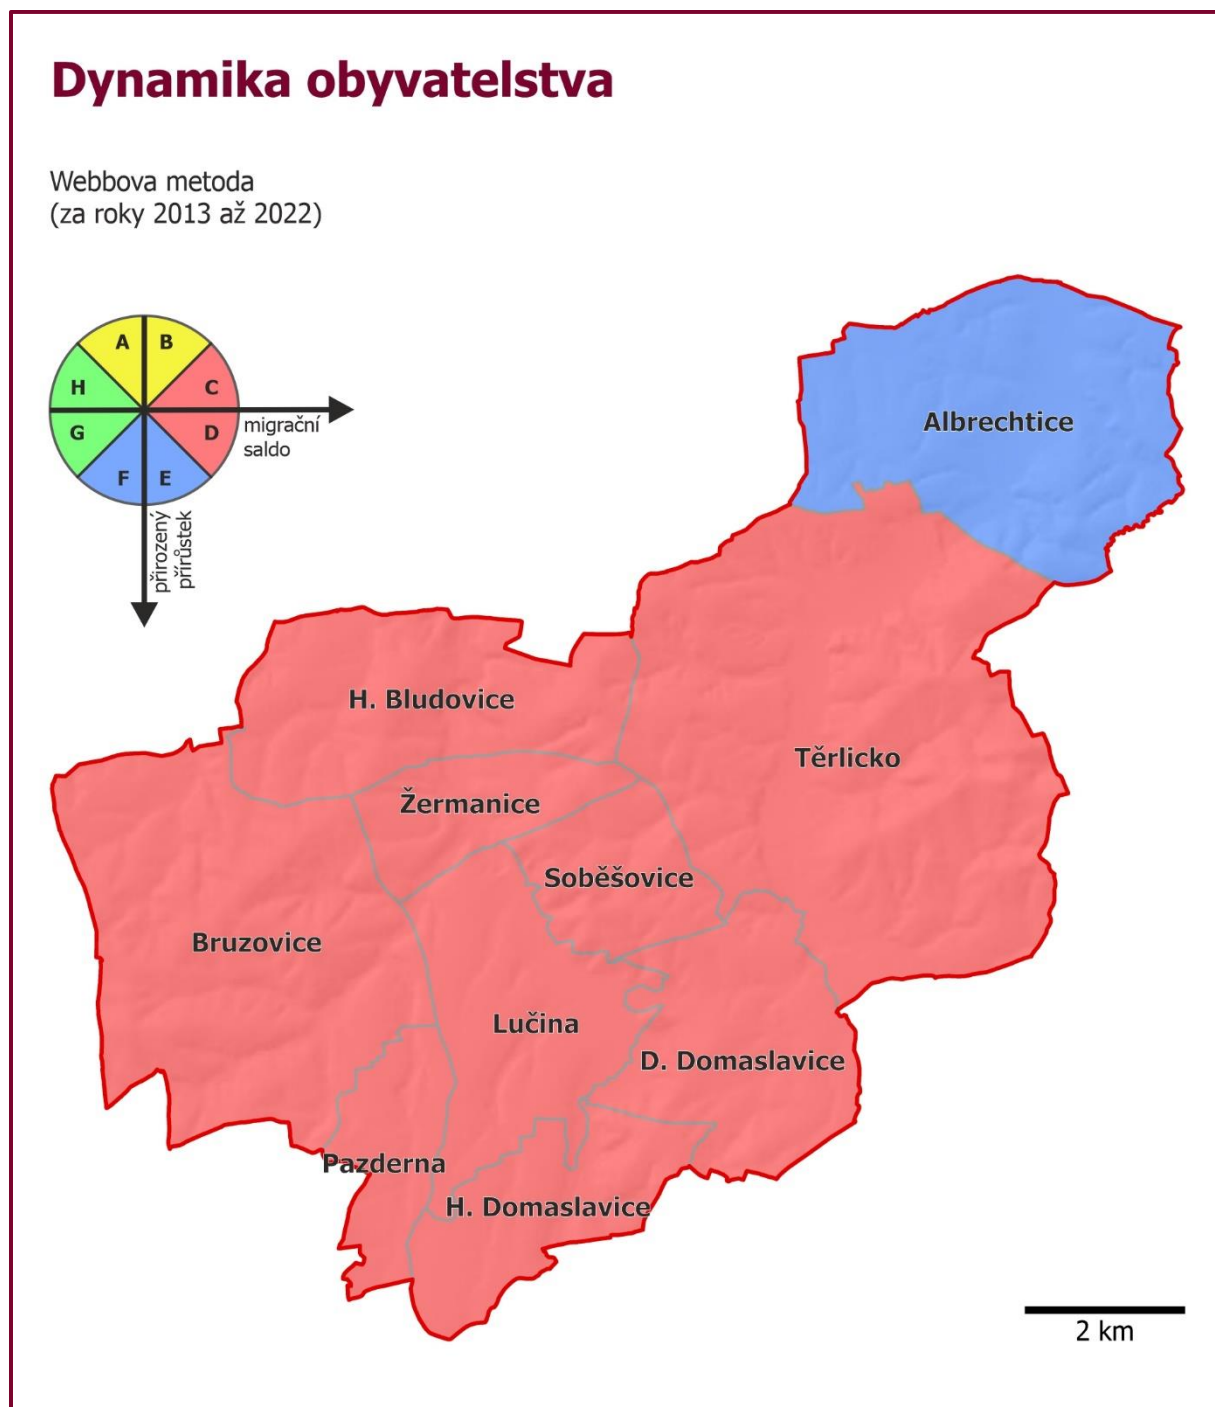 Dynamika obyvatelstva
Webbova metoda
(za roky 2013 až 2022)
A
B
H
C
G
D
F
E
migrační
saldo
přirozený
přírůstek
Albrechtice
H. Bludovice
Těrlicko
Žermanice
Soběšovice
Bruzovice
Lučina
D. Domaslavice
Pazderna
H. Domaslavice
2 km